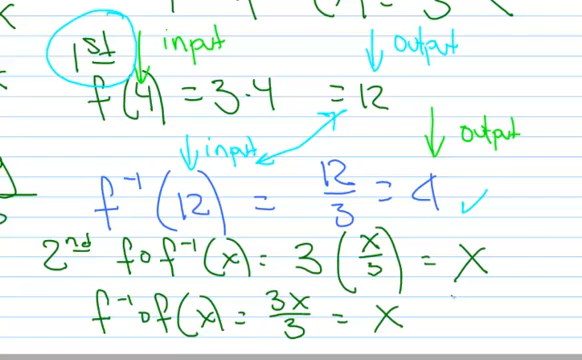 1st input output
f(4) = 3·4 = 12
input output
f⁻¹(12) = 12/3 = 4 ✓
2nd f∘f⁻¹(x) = 3(x/3) = x
f⁻¹∘f(x) = 3x/3 = x